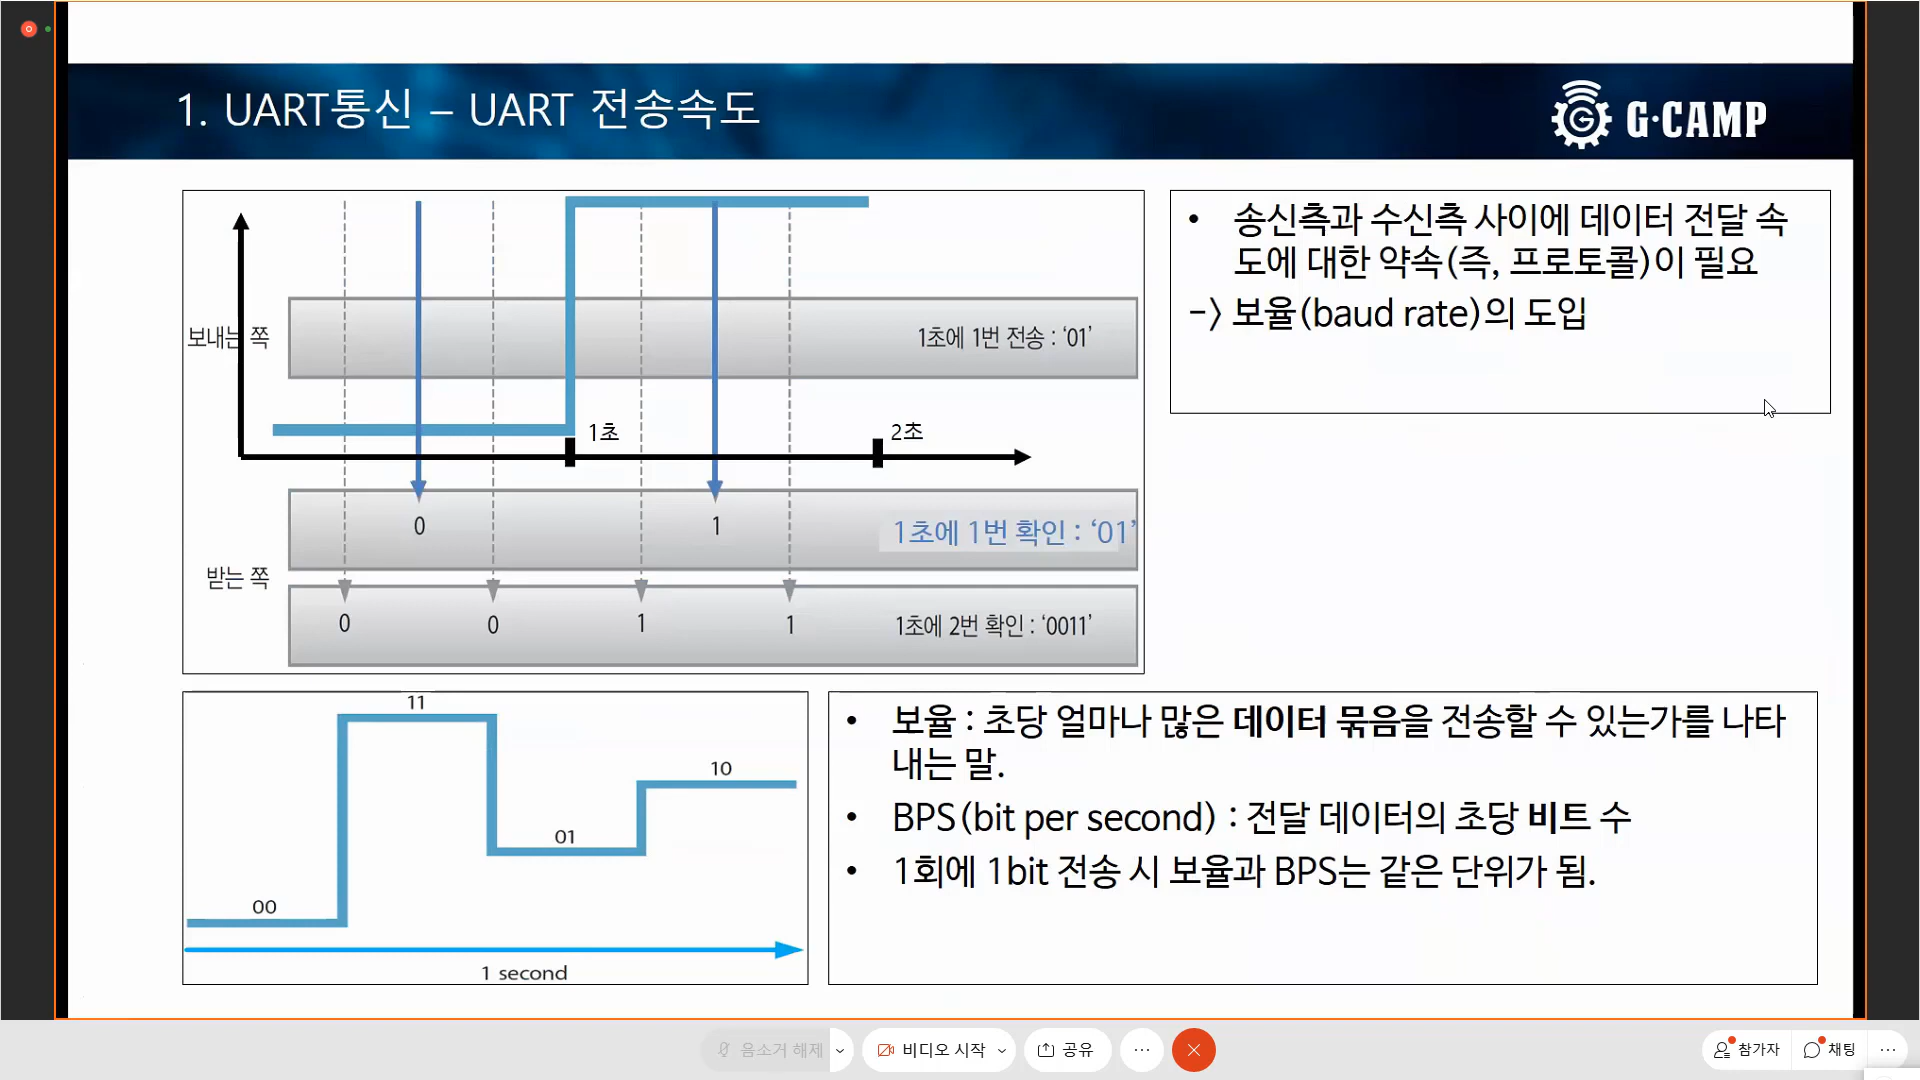 1. UART통신 – UART 전송속도
G·CAMP
보내는 쪽
1초에 1번 전송 : ‘01’
1초
2초
0
1
1초에 1번 확인 : ‘01’
받는 쪽
0
0
1
1
1초에 2번 확인 : ‘0011’
• 송신측과 수신측 사이에 데이터 전달 속
도에 대한 약속(즉, 프로토콜)이 필요
-> 보율(baud rate)의 도입
11
10
01
00
1 second
• 보율 : 초당 얼마나 많은 데이터 묶음을 전송할 수 있는가를 나타
내는 말.
• BPS(bit per second) : 전달 데이터의 초당 비트 수
• 1회에 1bit 전송 시 보율과 BPS는 같은 단위가 됨.
음소거 해제
비디오 시작
공유
참가자
채팅